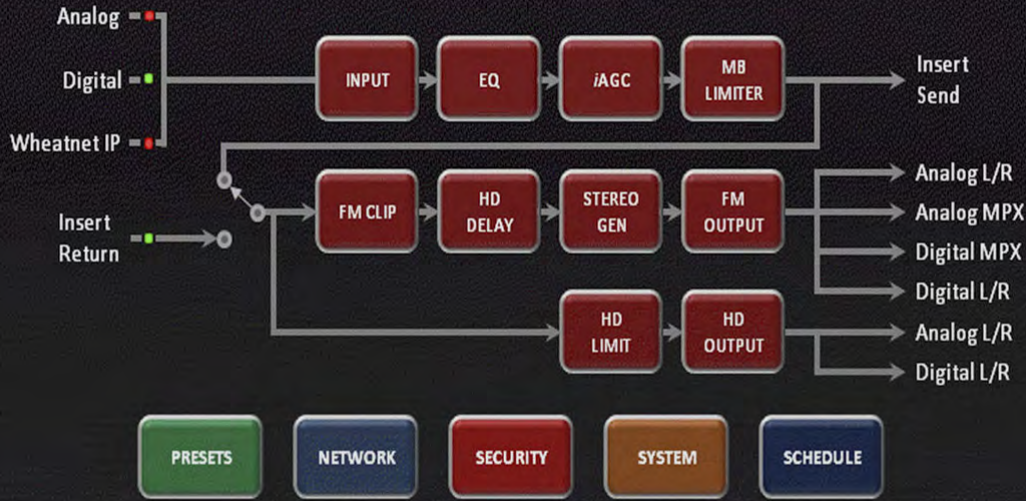 Analog
Digital
Wheatnet IP
INPUT
EQ
iAGC
MB
LIMITER
Insert
Send
Insert
Return
FM CLIP
HD
DELAY
STEREO
GEN
FM
OUTPUT
Analog L/R
Analog MPX
Digital MPX
Digital L/R
HD
LIMIT
HD
OUTPUT
Analog L/R
Digital L/R
PRESETS
NETWORK
SECURITY
SYSTEM
SCHEDULE